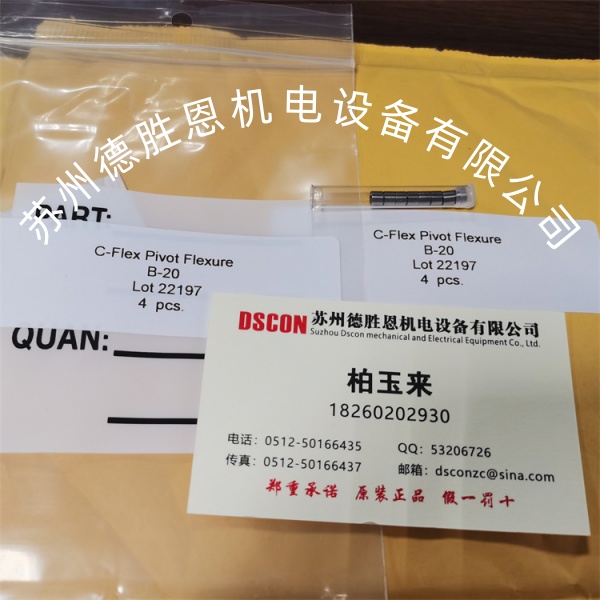 苏州德胜恩机电设备有限公司
PART:
C-Flex Pivot Flexure
B-20
Lot 22197
4 pcs.
C-Flex Pivot Flexure
B-20
Lot 22197
4 pcs.
QUAN:
DSCON 苏州德胜恩机电设备有限公司
Suzhou Dscon mechanical and Electrical Equipment Co., Ltd.
柏玉来
18260202930
电话：0512-50166435
QQ：53206726
传真：0512-50166437
邮箱：dsconzc@sina.com
郑重承诺 原装正品 假一罚十